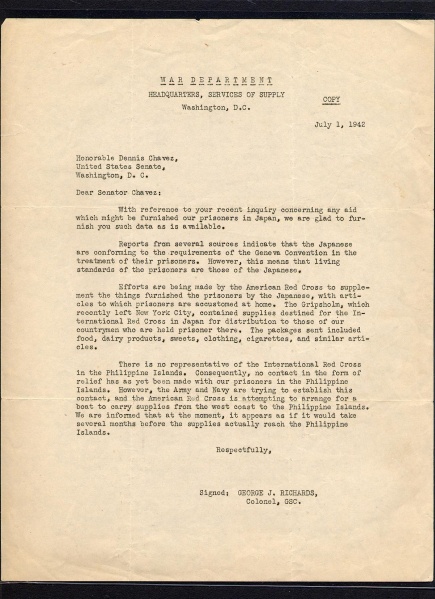 WAR DEPARTMENT
HEADQUARTERS, SERVICES OF SUPPLY
Washington, D.C.
COPY
July 1, 1942
Honorable Dennis Chavez,
United States Senate,
Washington, D. C.
Dear Senator Chavez:
With reference to your recent inquiry concerning any aid
which might be furnished our prisoners in Japan, we are glad to fur-
nish you such data as is available.
Reports from several sources indicate that the Japanese
are conforming to the requirements of the Geneva Convention in the
treatment of their prisoners. However, this means that living
standards of the prisoners are those of the Japanese.
Efforts are being made by the American Red Cross to supple-
ment the things furnished the prisoners by the Japanese, with arti-
cles to which prisoners are accustomed at home. The Gripsholm, which
recently left New York City, contained supplies destined for the In-
ternational Red Cross in Japan for distribution to those of our
countrymen who are held prisoner there. The packages sent included
food, dairy products, sweets, clothing, cigarettes, and similar arti-
cles.
There is no representative of the International Red Cross
in the Philippine Islands. Consequently, no contact in the form of
relief has as yet been made with our prisoners in the Philippine
Islands. However, the Army and Navy are trying to establish this
contact, and the American Red Cross is attempting to arrange for a
boat to carry supplies from the west coast to the Philippine Islands.
We are informed that at the moment, it appears as if it would take
several months before the supplies actually reach the Philippine
Islands.
Respectfully,
Signed: GEORGE J. RICHARDS,
Colonel, GSC.